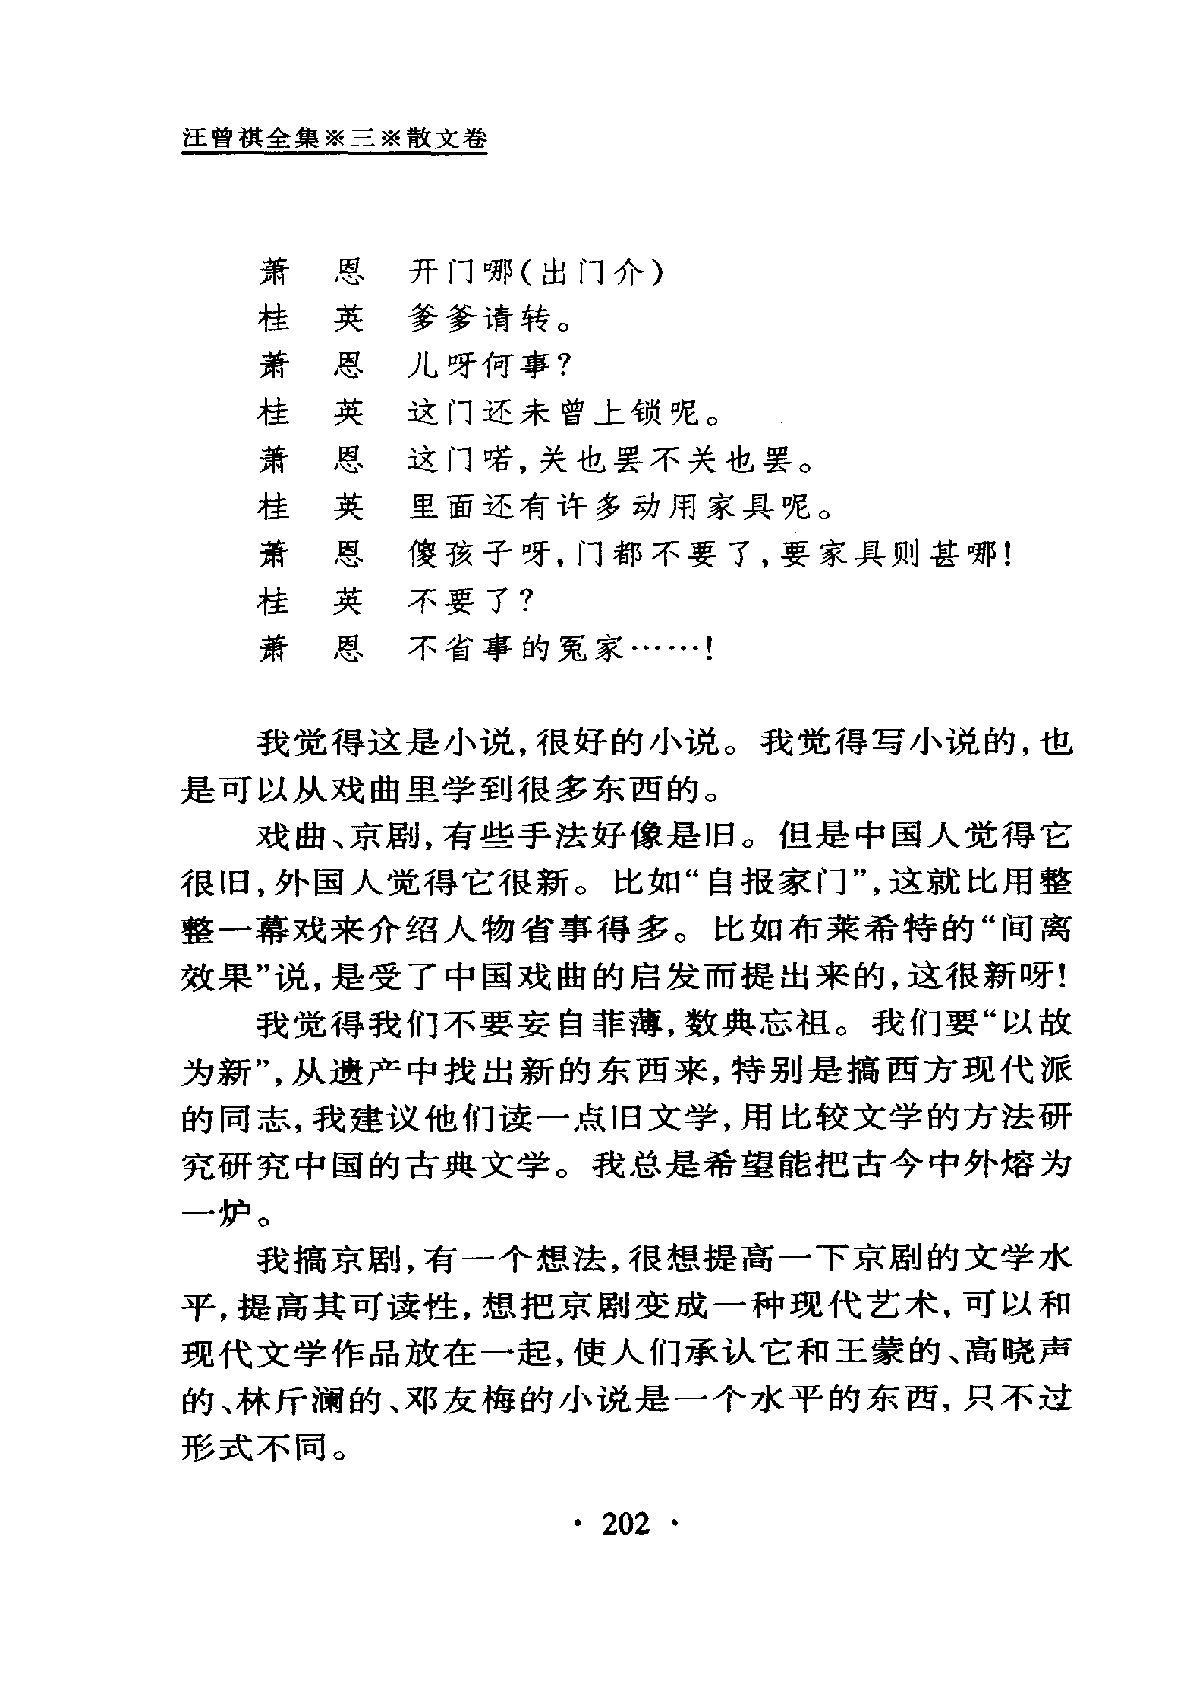 汪曾祺全集※三※散文卷
萧　恩　开门哪(出门介)
桂　英　爹爹请转。
萧　恩　儿呀何事?
桂　英　这门还未曾上锁呢。
萧　恩　这门喏,关也罢不关也罢。
桂　英　里面还有许多动用家具呢。
萧　恩　傻孩子呀,门都不要了,要家具则甚哪!
桂　英　不要了?
萧　恩　不省事的冤家……!
我觉得这是小说,很好的小说。我觉得写小说的,也
是可以从戏曲里学到很多东西的。
戏曲、京剧,有些手法好像是旧。但是中国人觉得它
很旧,外国人觉得它很新。比如“自报家门”,这就比用整
整一幕戏来介绍人物省事得多。比如布莱希特的“间离
效果”说,是受了中国戏曲的启发而提出来的,这很新呀!
我觉得我们不要妄自菲薄,数典忘祖。我们要“以故
为新”,从遗产中找出新的东西来,特别是搞西方现代派
的同志,我建议他们读一点旧文学,用比较文学的方法研
究研究中国的古典文学。我总是希望能把古今中外熔为
一炉。
我搞京剧,有一个想法,很想提高一下京剧的文学水
平,提高其可读性,想把京剧变成一种现代艺术,可以和
现代文学作品放在一起,使人们承认它和王蒙的、高晓声
的、林斤澜的、邓友梅的小说是一个水平的东西,只不过
形式不同。
· 202 ·